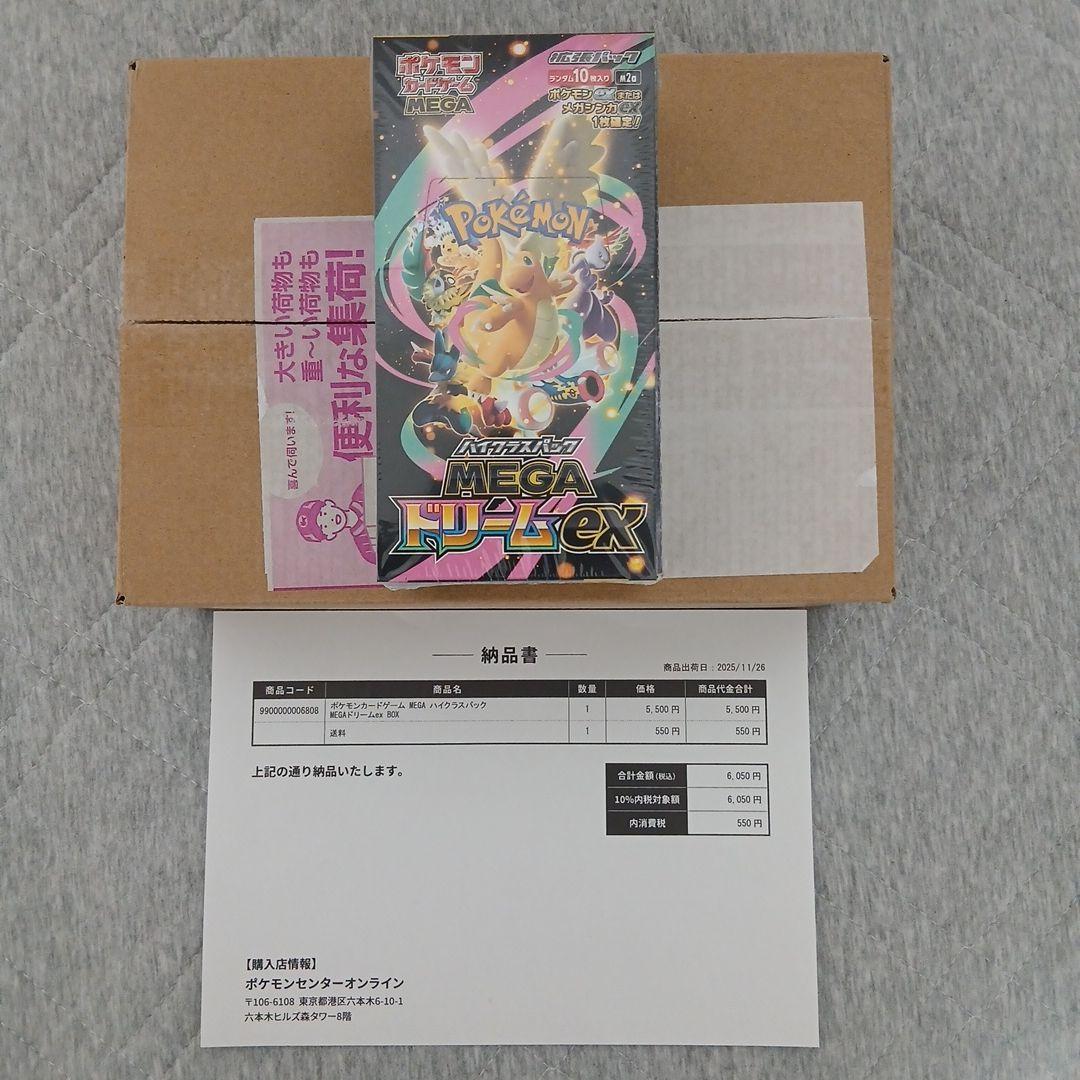 ポケモン
カードゲーム
MEGA
拡張パック
ランダム10枚入り M2a
ポケモンexまたは
メガシンカex
1枚確定!
POKéMON
ハイクラスパック
MEGA
ドリームex
大きい荷物も
重〜い荷物も
便利な集荷!
喜んで伺います!
納品書
商品出荷日：2025/11/26
商品コード 商品名 数量 価格 商品代金合計
9900000006808 ポケモンカードゲーム MEGA ハイクラスパック 1 5,500 円 5,500 円
MEGAドリームex BOX
送料 1 550 円 550 円
上記の通り納品いたします。
合計金額(税込) 6,050 円
10%内税対象額 6,050 円
内消費税 550 円
【購入店情報】
ポケモンセンターオンライン
〒106-6108 東京都港区六本木6-10-1
六本木ヒルズ森タワー8階